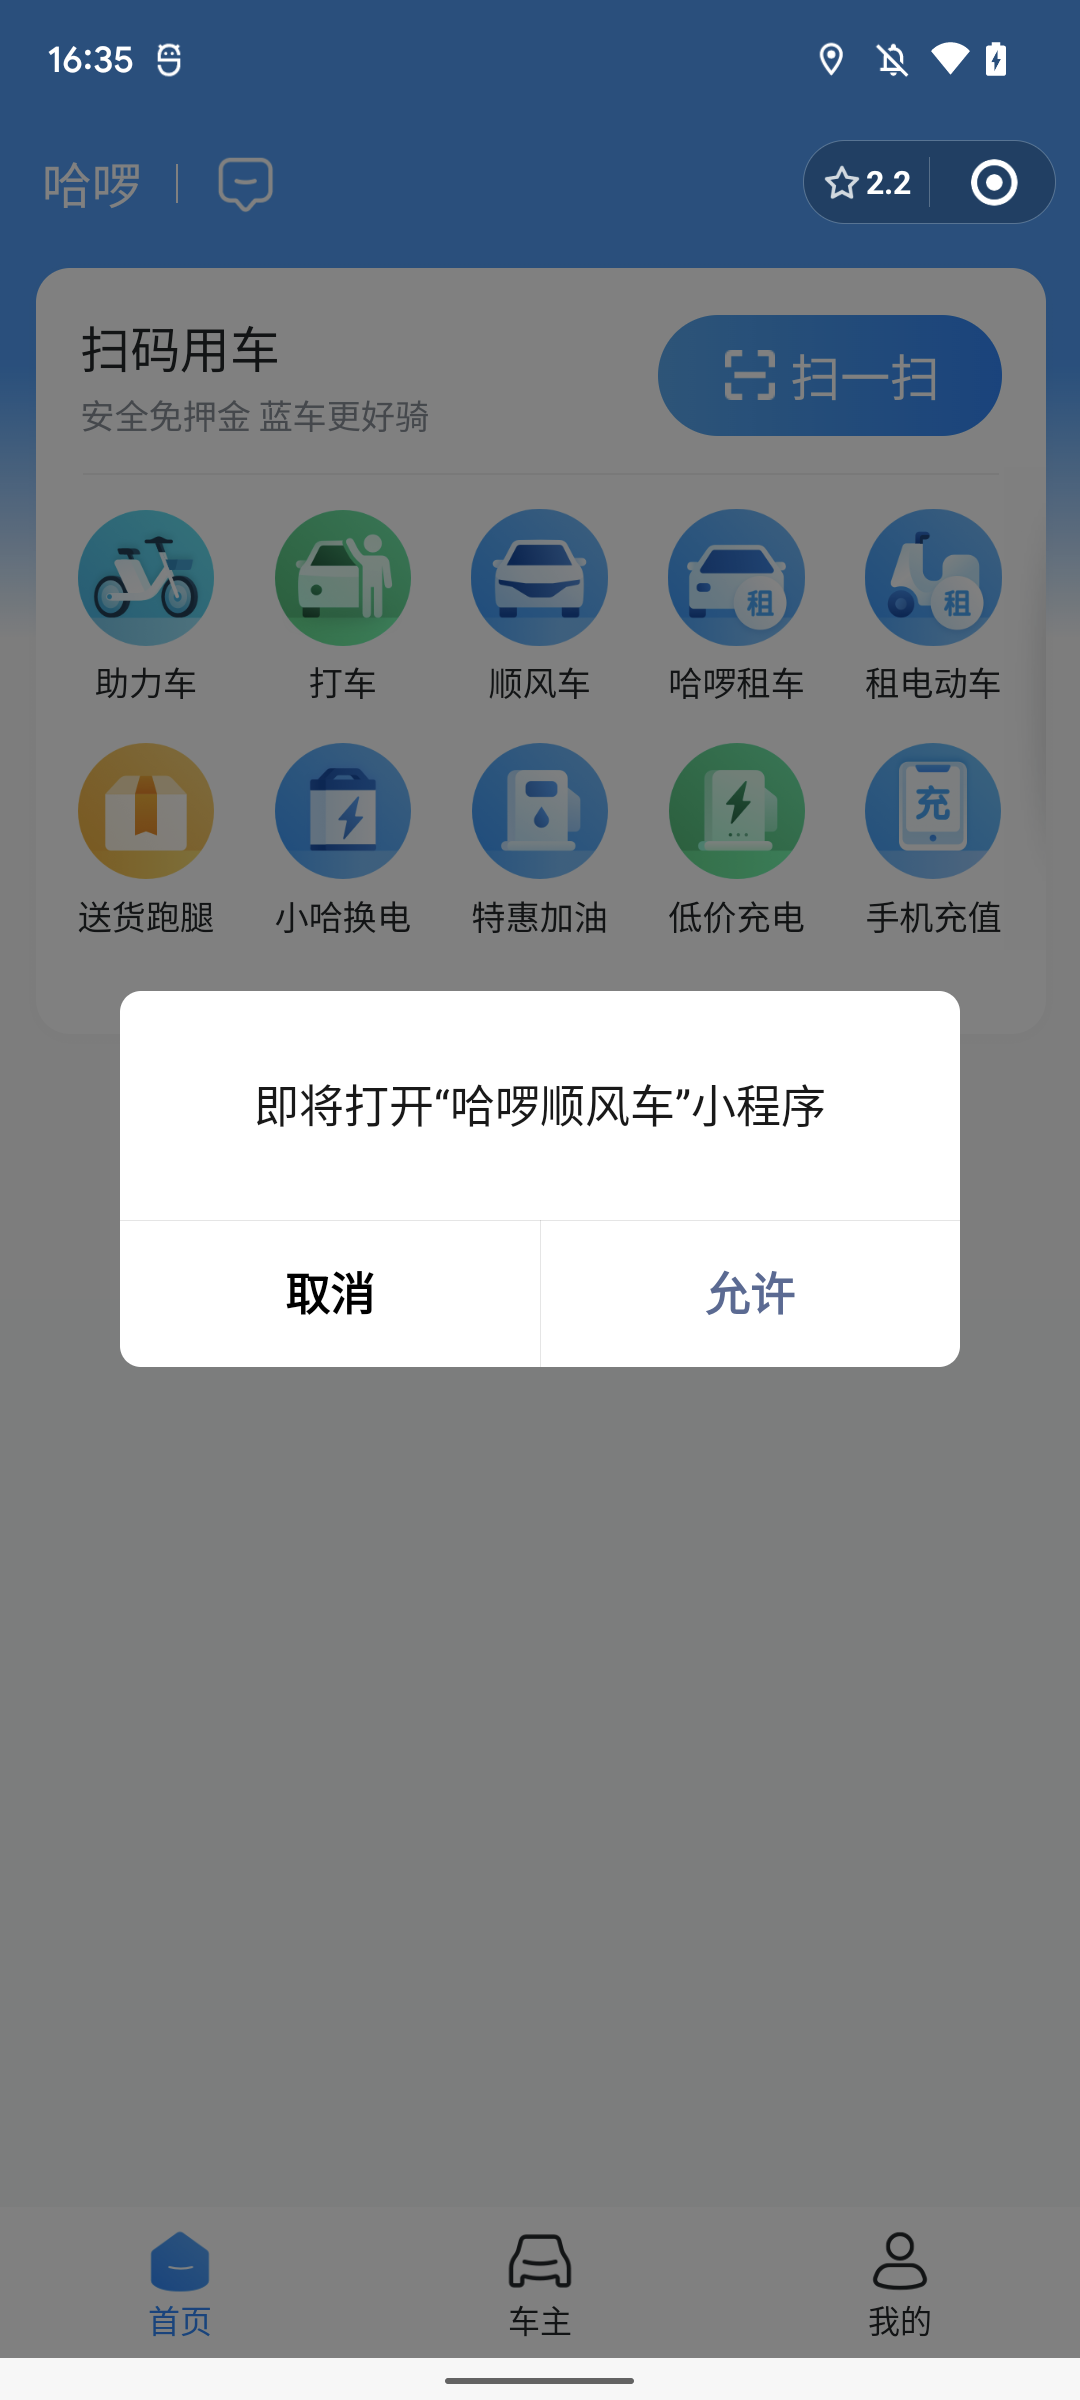 16:35
哈啰
2.2
扫码用车
安全免押金 蓝车更好骑
扫一扫
租
租
助力车
打车
顺风车
哈啰租车
租电动车
充
送货跑腿
小哈换电
特惠加油
低价充电
手机充值
即将打开“哈啰顺风车”小程序
取消
允许
首页
车主
我的